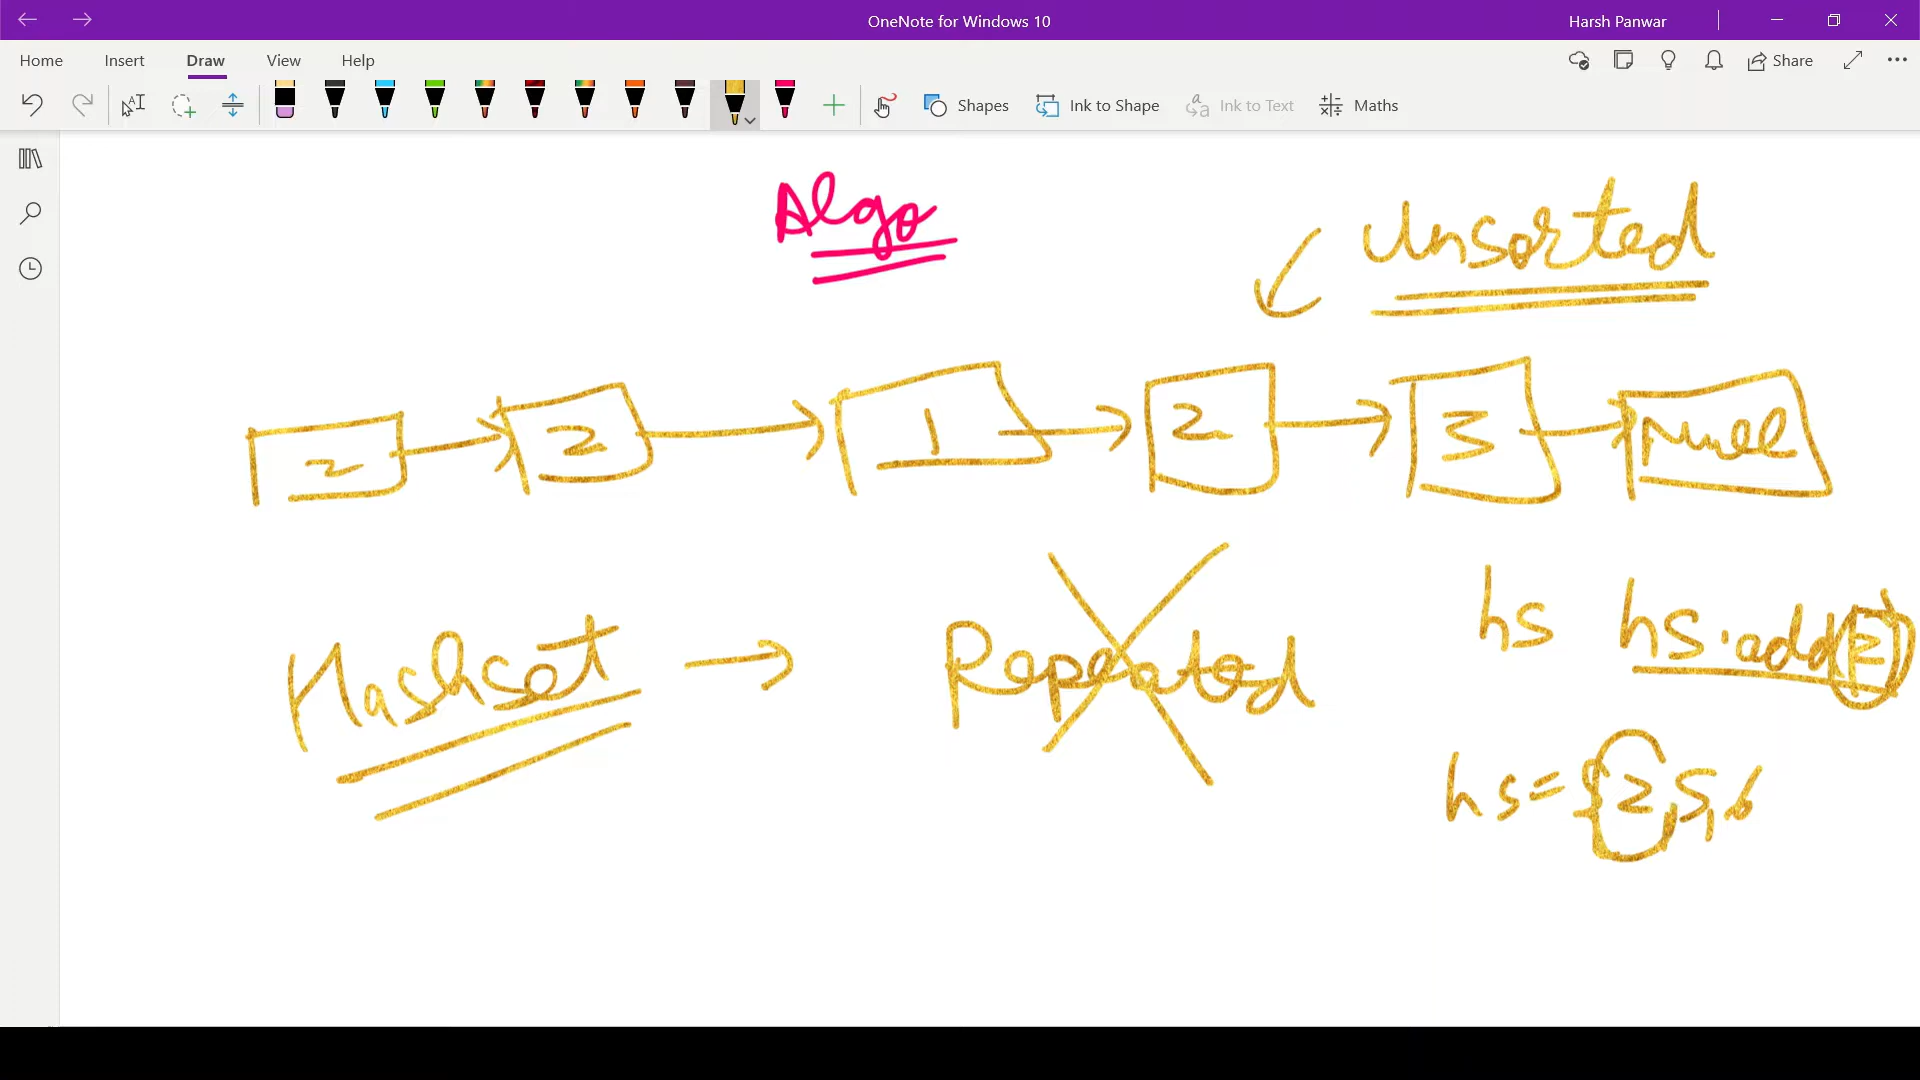 OneNote for Windows 10
Harsh Panwar
Home Insert Draw View Help
Share
Shapes Ink to Shape Ink to Text Maths
Algo
Unsorted
2 2 1 2 3 Null
Hashset → Repeated
hs hs.add(2)
hs={2,5,6